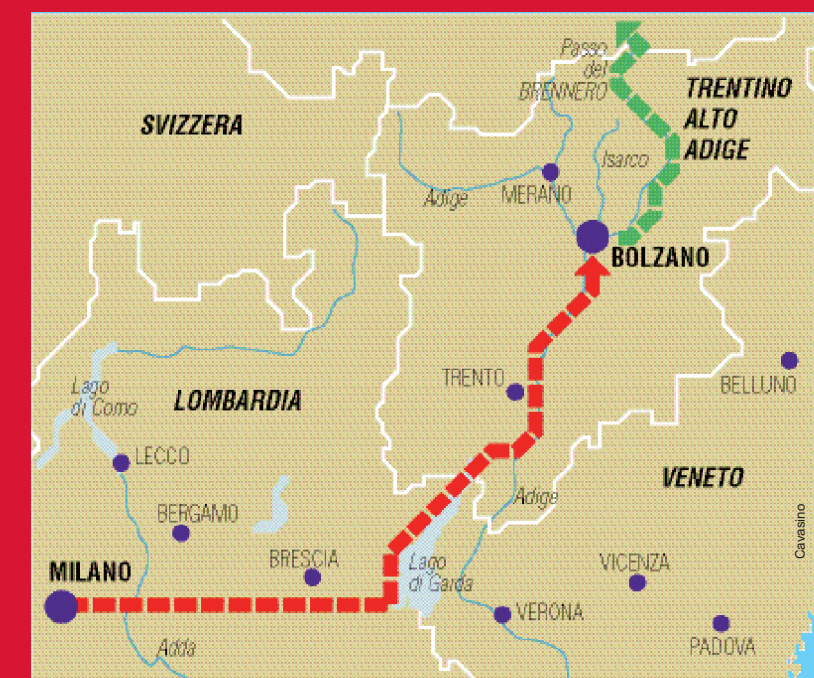 Passo
del
BRENNERO
TRENTINO
ALTO
ADIGE
SVIZZERA
Isarco
Adige
MERANO
BOLZANO
TRENTO
BELLUNO
Lago
di Como
LOMBARDIA
LECCO
VENETO
Adige
BERGAMO
Cavasino
BRESCIA
Lago
di Garda
VICENZA
MILANO
VERONA
PADOVA
Adda